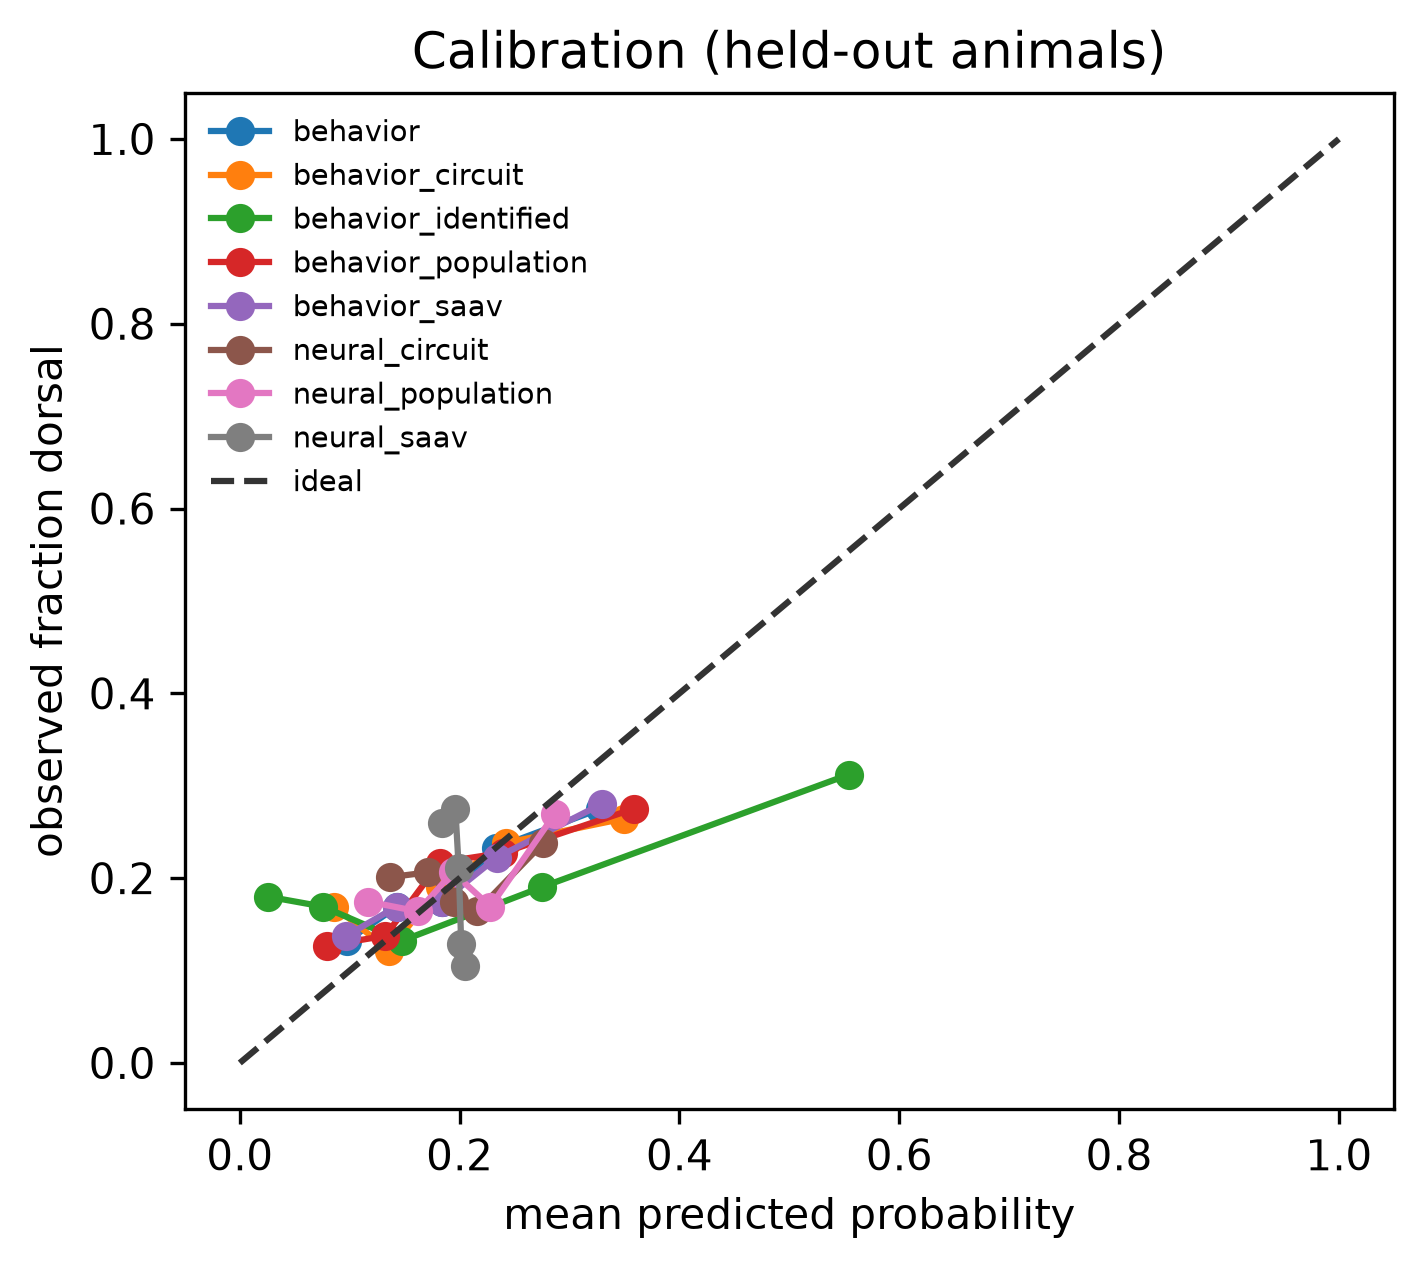 Calibration (held-out animals)
behavior
behavior_circuit
behavior_identified
behavior_population
behavior_saav
neural_circuit
neural_population
neural_saav
ideal
observed fraction dorsal
1.0
0.8
0.6
0.4
0.2
0.0
0.0 0.2 0.4 0.6 0.8 1.0
mean predicted probability